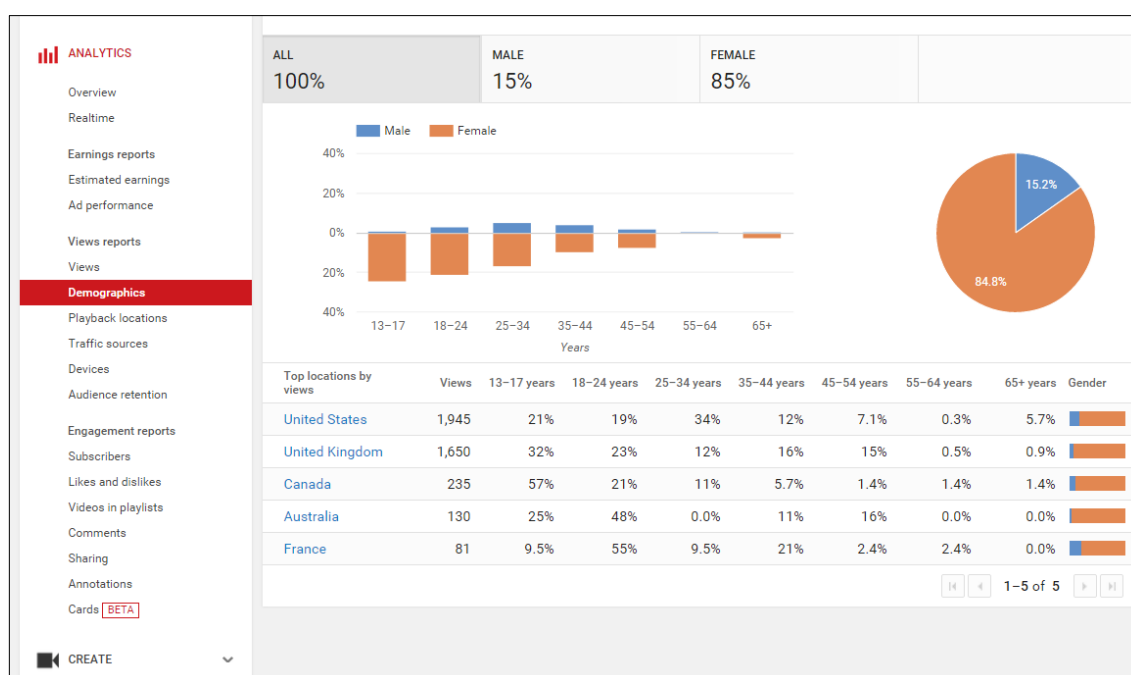 ANALYTICS
Overview
Realtime
Earnings reports
Estimated earnings
Ad performance
Views reports
Views
Demographics
Playback locations
Traffic sources
Devices
Audience retention
Engagement reports
Subscribers
Likes and dislikes
Videos in playlists
Comments
Sharing
Annotations
Cards BETA
CREATE
ALL MALE FEMALE
100% 15% 85%
Male Female
40%
20%
0%
20%
40%
13–17 18–24 25–34 35–44 45–54 55–64 65+
Years
15.2%
84.8%
Top locations by views Views 13–17 years 18–24 years 25–34 years 35–44 years 45–54 years 55–64 years 65+ years Gender
United States 1,945 21% 19% 34% 12% 7.1% 0.3% 5.7%
United Kingdom 1,650 32% 23% 12% 16% 15% 0.5% 0.9%
Canada 235 57% 21% 11% 5.7% 1.4% 1.4% 1.4%
Australia 130 25% 48% 0.0% 11% 16% 0.0% 0.0%
France 81 9.5% 55% 9.5% 21% 2.4% 2.4% 0.0%
1–5 of 5